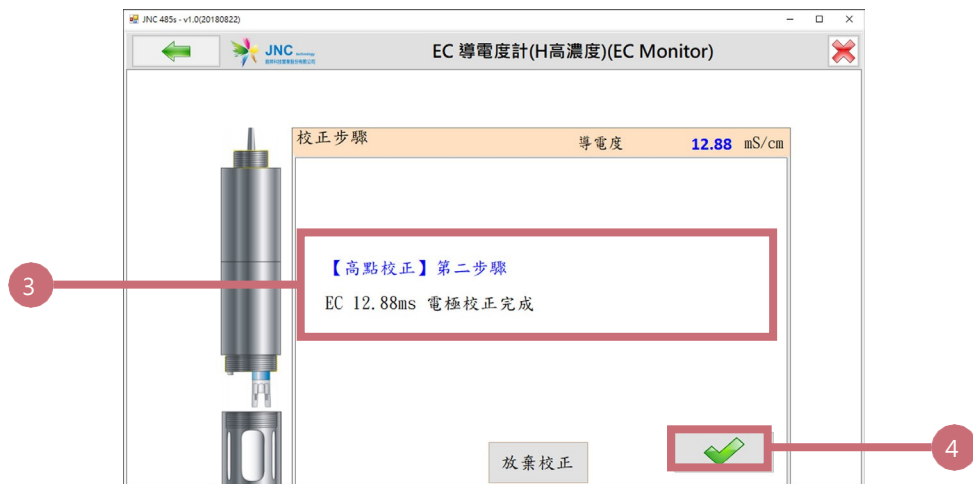 JNC 485s - v1.0(20180822)
JNC technology
EC 導電度計(H高濃度)(EC Monitor)
校正步驟 導電度 12.88 mS/cm
【高點校正】第二步驟
3
EC 12.88ms 電極校正完成
4
放棄校正